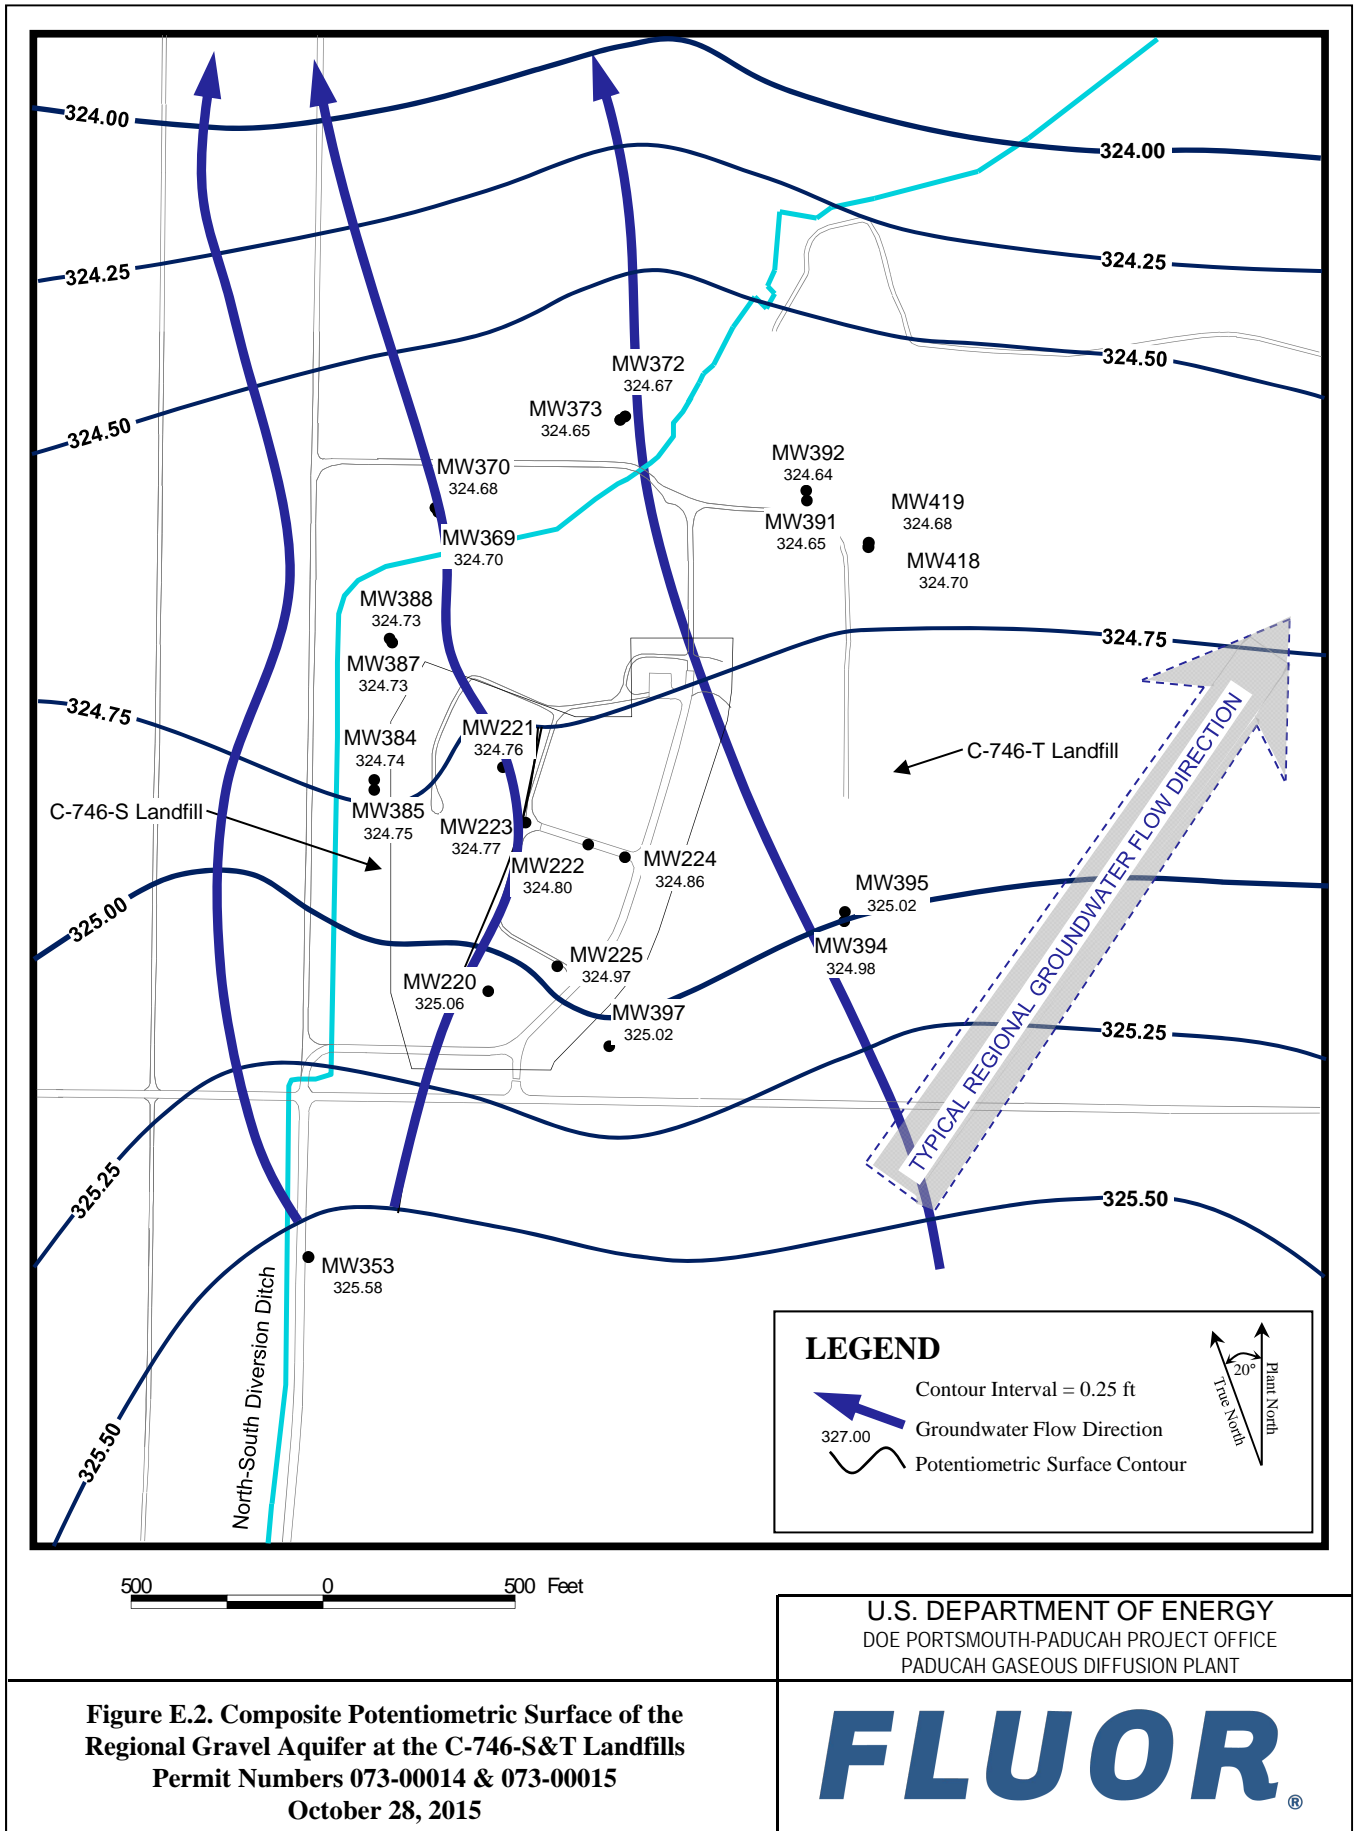 324.00
324.00
324.25
324.25
324.50
324.50
MW372
324.67
MW373
324.65
MW370
324.68
MW392
324.64
MW391
324.65
MW419
324.68
MW369
324.70
MW418
324.70
MW388
324.73
MW387
324.73
324.75
324.75
MW221
324.76
MW384
324.74
MW385
324.75
C-746-T Landfill
C-746-S Landfill
MW223
324.77
MW222
324.80
MW224
324.86
MW395
325.02
325.00
MW394
324.98
MW225
324.97
MW220
325.06
MW397
325.02
325.25
325.25
TYPICAL REGIONAL GROUNDWATER FLOW DIRECTION
325.50
MW353
325.58
325.50
North-South Diversion Ditch
LEGEND
Contour Interval = 0.25 ft
Groundwater Flow Direction
327.00
Potentiometric Surface Contour
20°
True North
Plant North
500 0 500 Feet
U.S. DEPARTMENT OF ENERGY
DOE PORTSMOUTH-PADUCAH PROJECT OFFICE
PADUCAH GASEOUS DIFFUSION PLANT
Figure E.2. Composite Potentiometric Surface of the
Regional Gravel Aquifer at the C-746-S&T Landfills
Permit Numbers 073-00014 & 073-00015
October 28, 2015
FLUOR®